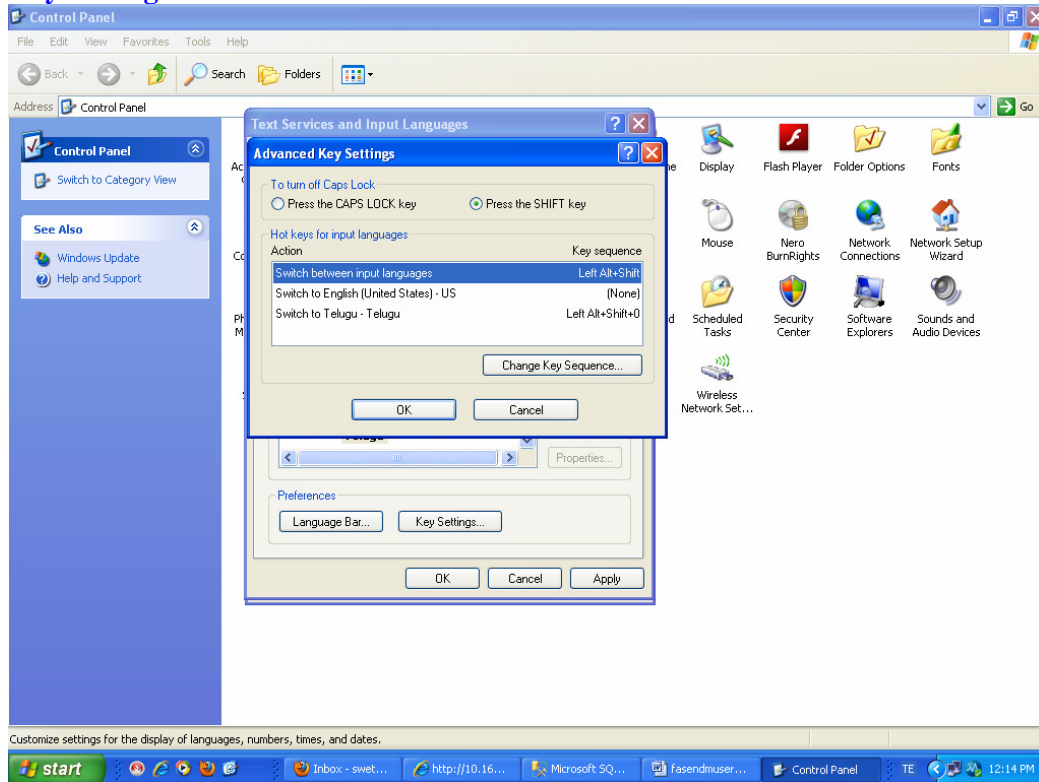 Control Panel
File Edit View Favorites Tools Help
Back Search Folders
Address Control Panel Go
Control Panel
Switch to Category View
See Also
Windows Update
Help and Support
Text Services and Input Languages
Advanced Key Settings
To turn off Caps Lock
Press the CAPS LOCK key Press the SHIFT key
Hot keys for input languages
Action Key sequence
Switch between input languages Left Alt+Shift
Switch to English (United States) - US (None)
Switch to Telugu - Telugu Left Alt+Shift+0
Change Key Sequence...
OK Cancel
Properties...
Preferences
Language Bar... Key Settings...
OK Cancel Apply
Display Flash Player Folder Options Fonts
Mouse Nero BurnRights Network Connections Network Setup Wizard
Scheduled Tasks Security Center Software Explorers Sounds and Audio Devices
Wireless Network Set...
Customize settings for the display of languages, numbers, times, and dates.
start Inbox - swet... http://10.16... Microsoft SQ... fasendmuser... Control Panel TE 12:14 PM